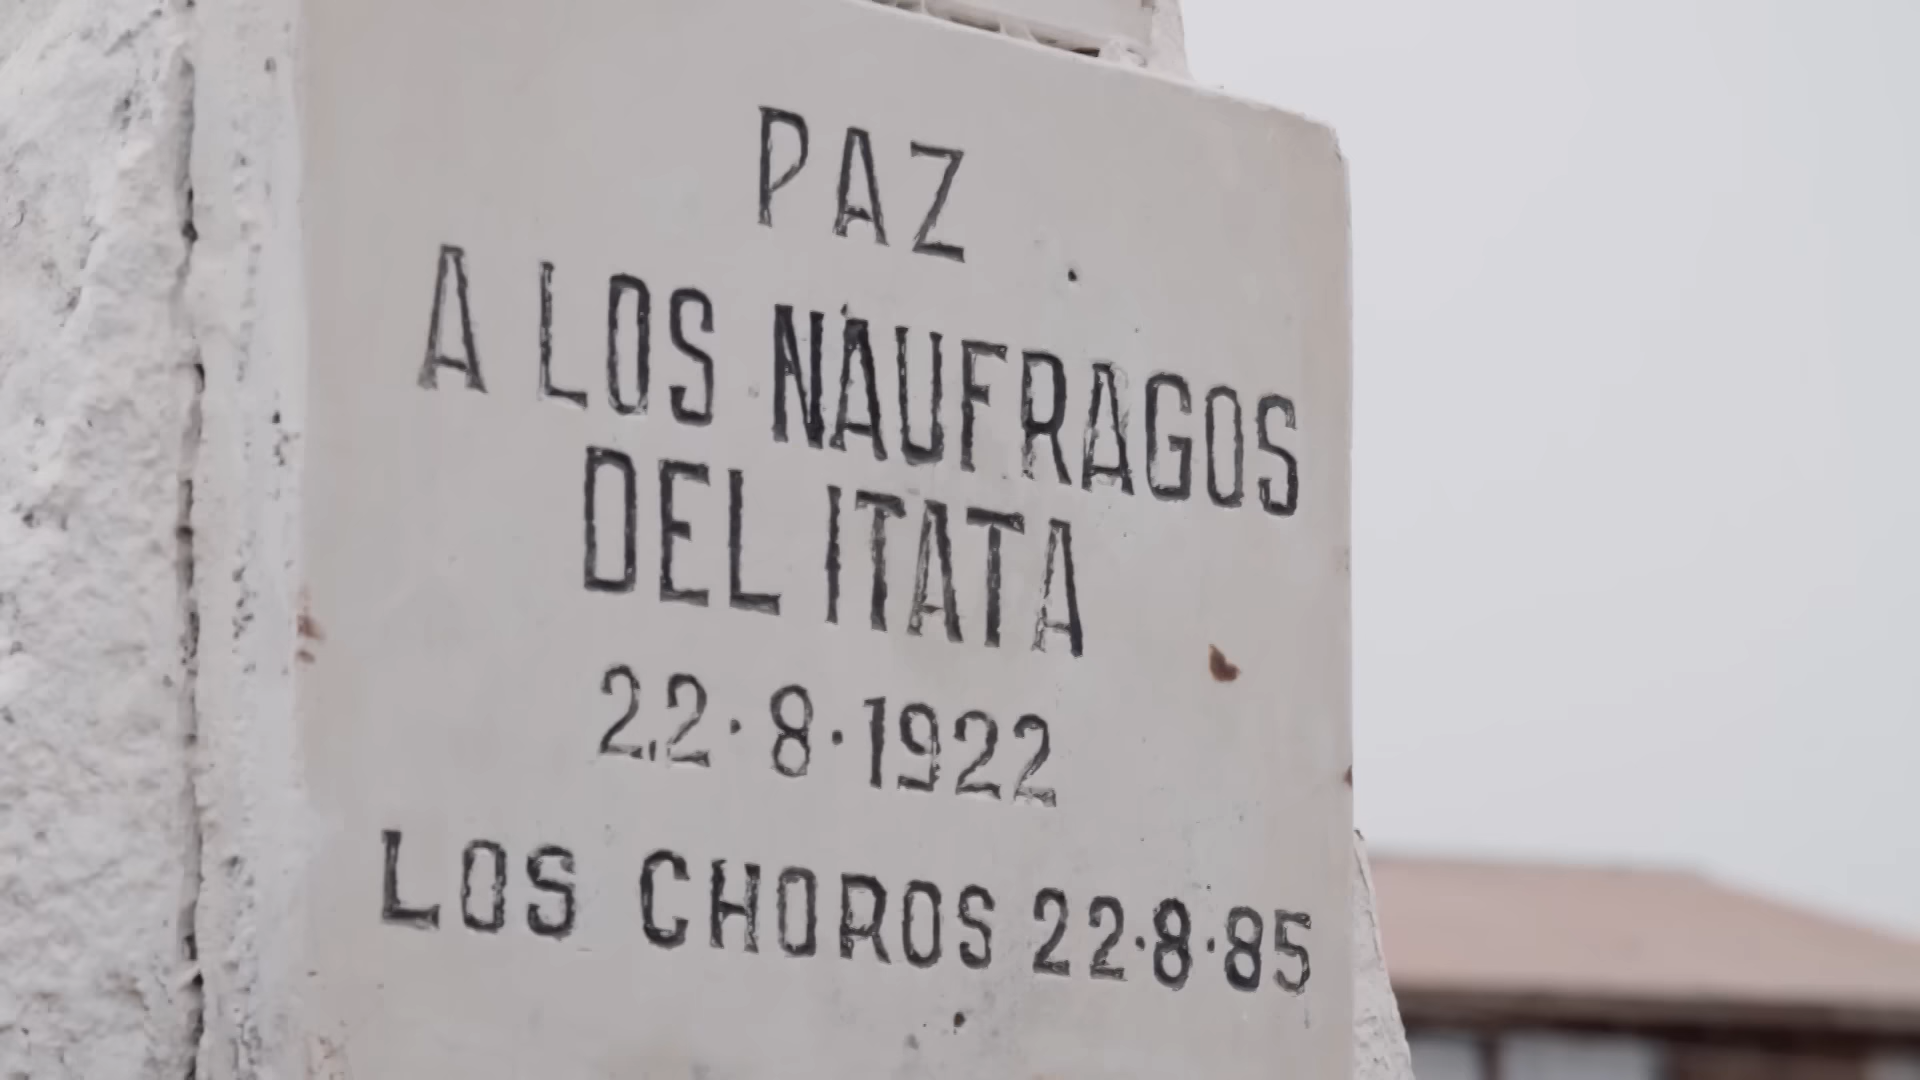 PAZ
A LOS NAUFRAGOS
DEL ITATA
22·8·1922
LOS CHOROS 22·8·85